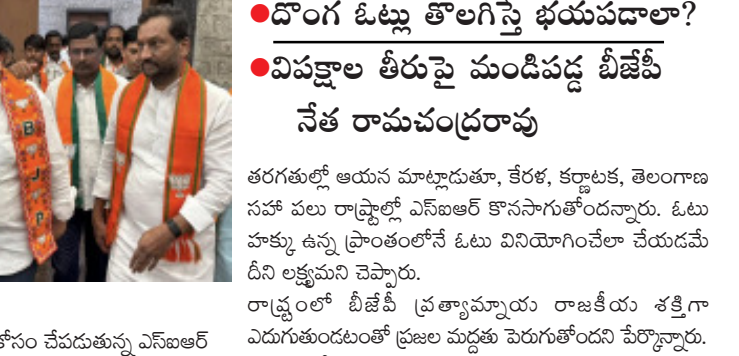 ●దొంగ ఓట్లు తొలగిస్తే భయపడాలా?
●విపక్షాల తీరుపై మండిపడ్డ బీజేపీ
నేత రామచంద్రరావు
తరగతుల్లో ఆయన మాట్లాడుతూ, కేరళ, కర్ణాటక, తెలంగాణ
సహా పలు రాష్ట్రాల్లో ఎస్ఐఆర్ కొనసాగుతోందన్నారు. ఓటు
హక్కు ఉన్న ప్రాంతంలోనే ఓటు వినియోగించేలా చేయడమే
దీని లక్ష్యమని చెప్పారు.
రాష్ట్రంలో బీజేపీ ప్రత్యామ్నాయ రాజకీయ శక్తిగా
ఎదుగుతుండటంతో ప్రజల మద్దతు పెరుగుతోందని పేర్కొన్నారు.
కోసం చేపడుతున్న ఎస్ఐఆర్
B
J
P